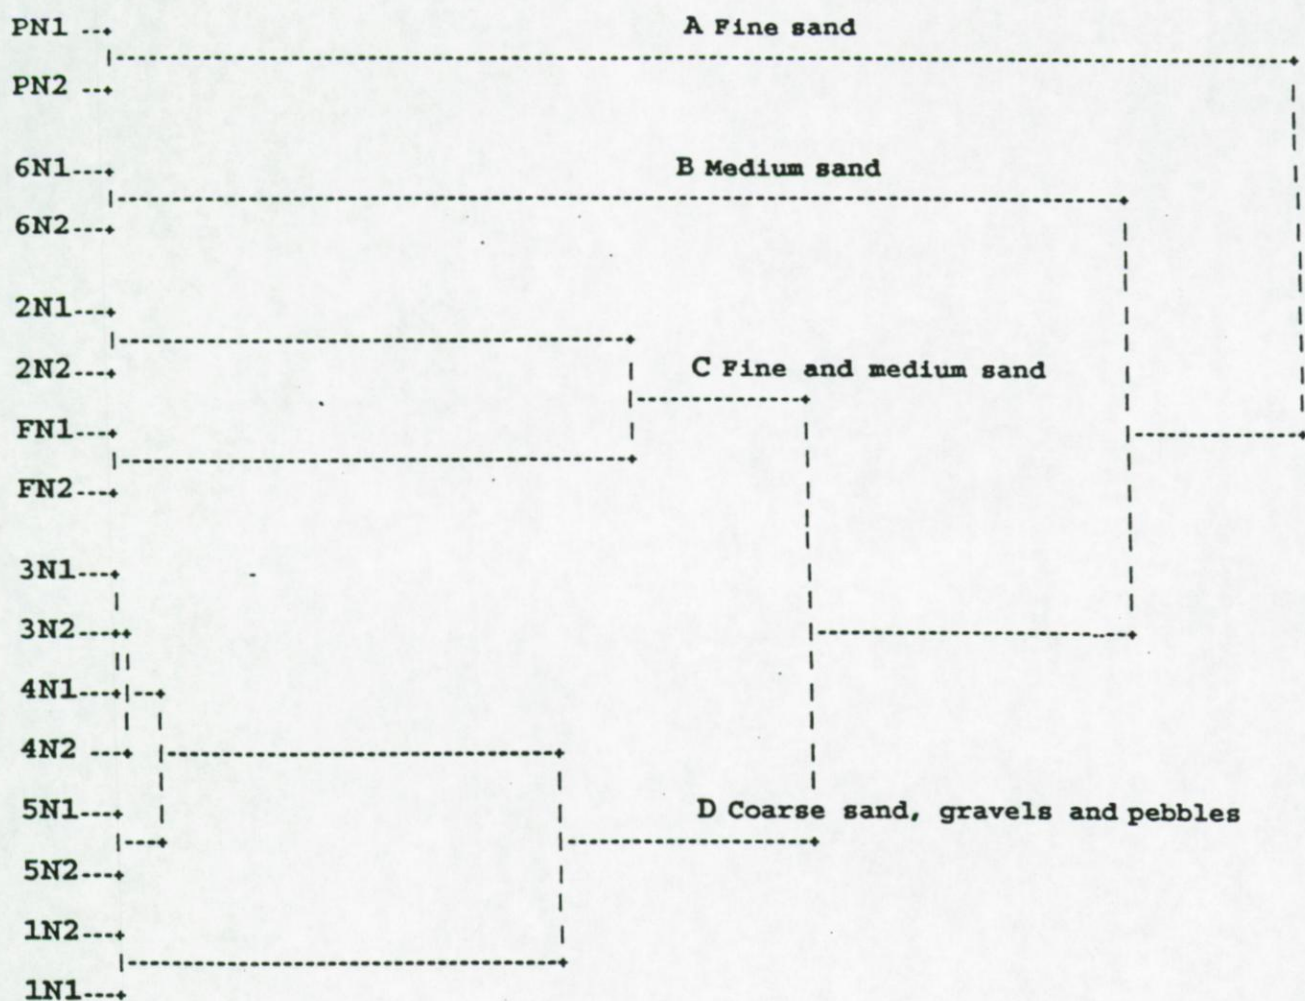 PN1
A Fine sand
PN2
6N1
B Medium sand
6N2
2N1
2N2
C Fine and medium sand
FN1
FN2
3N1
3N2
4N1
4N2
5N1
D Coarse sand, gravels and pebbles
5N2
1N2
1N1